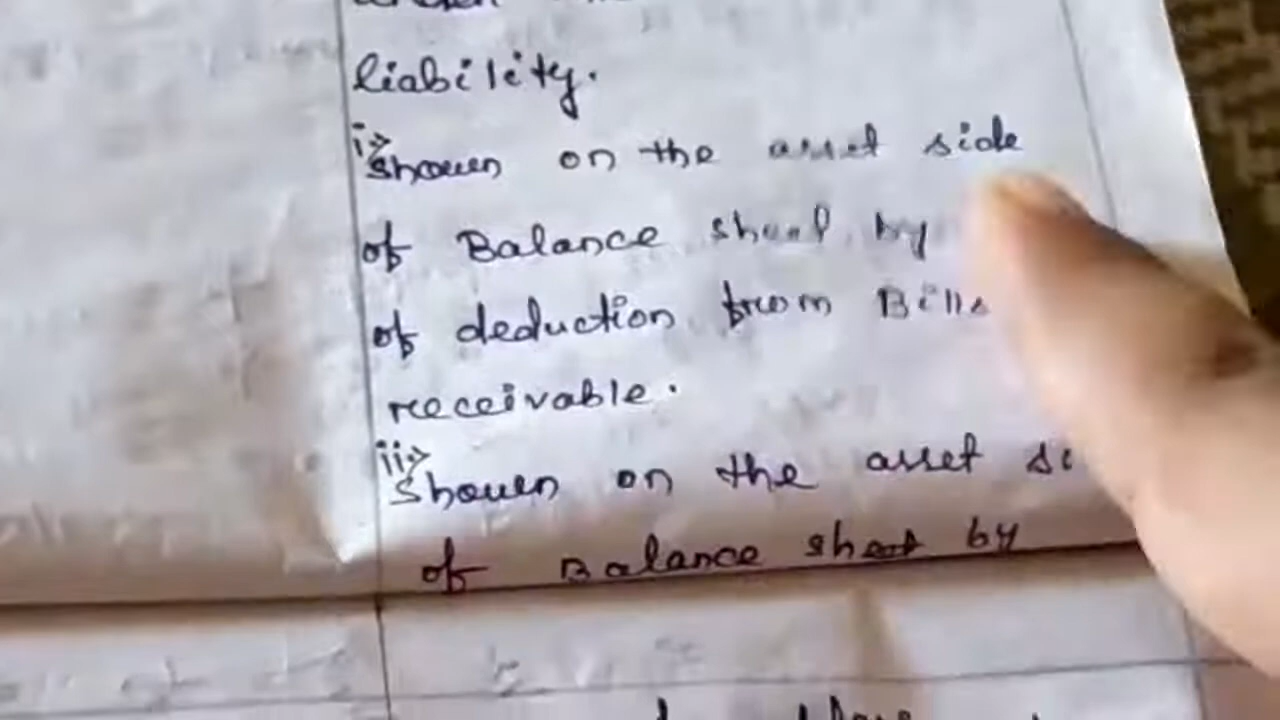 liability.
i> Shown on the asset side
of Balance sheet by
of deduction from Bills
receivable.
ii> Shown on the asset
of Balance sheet by